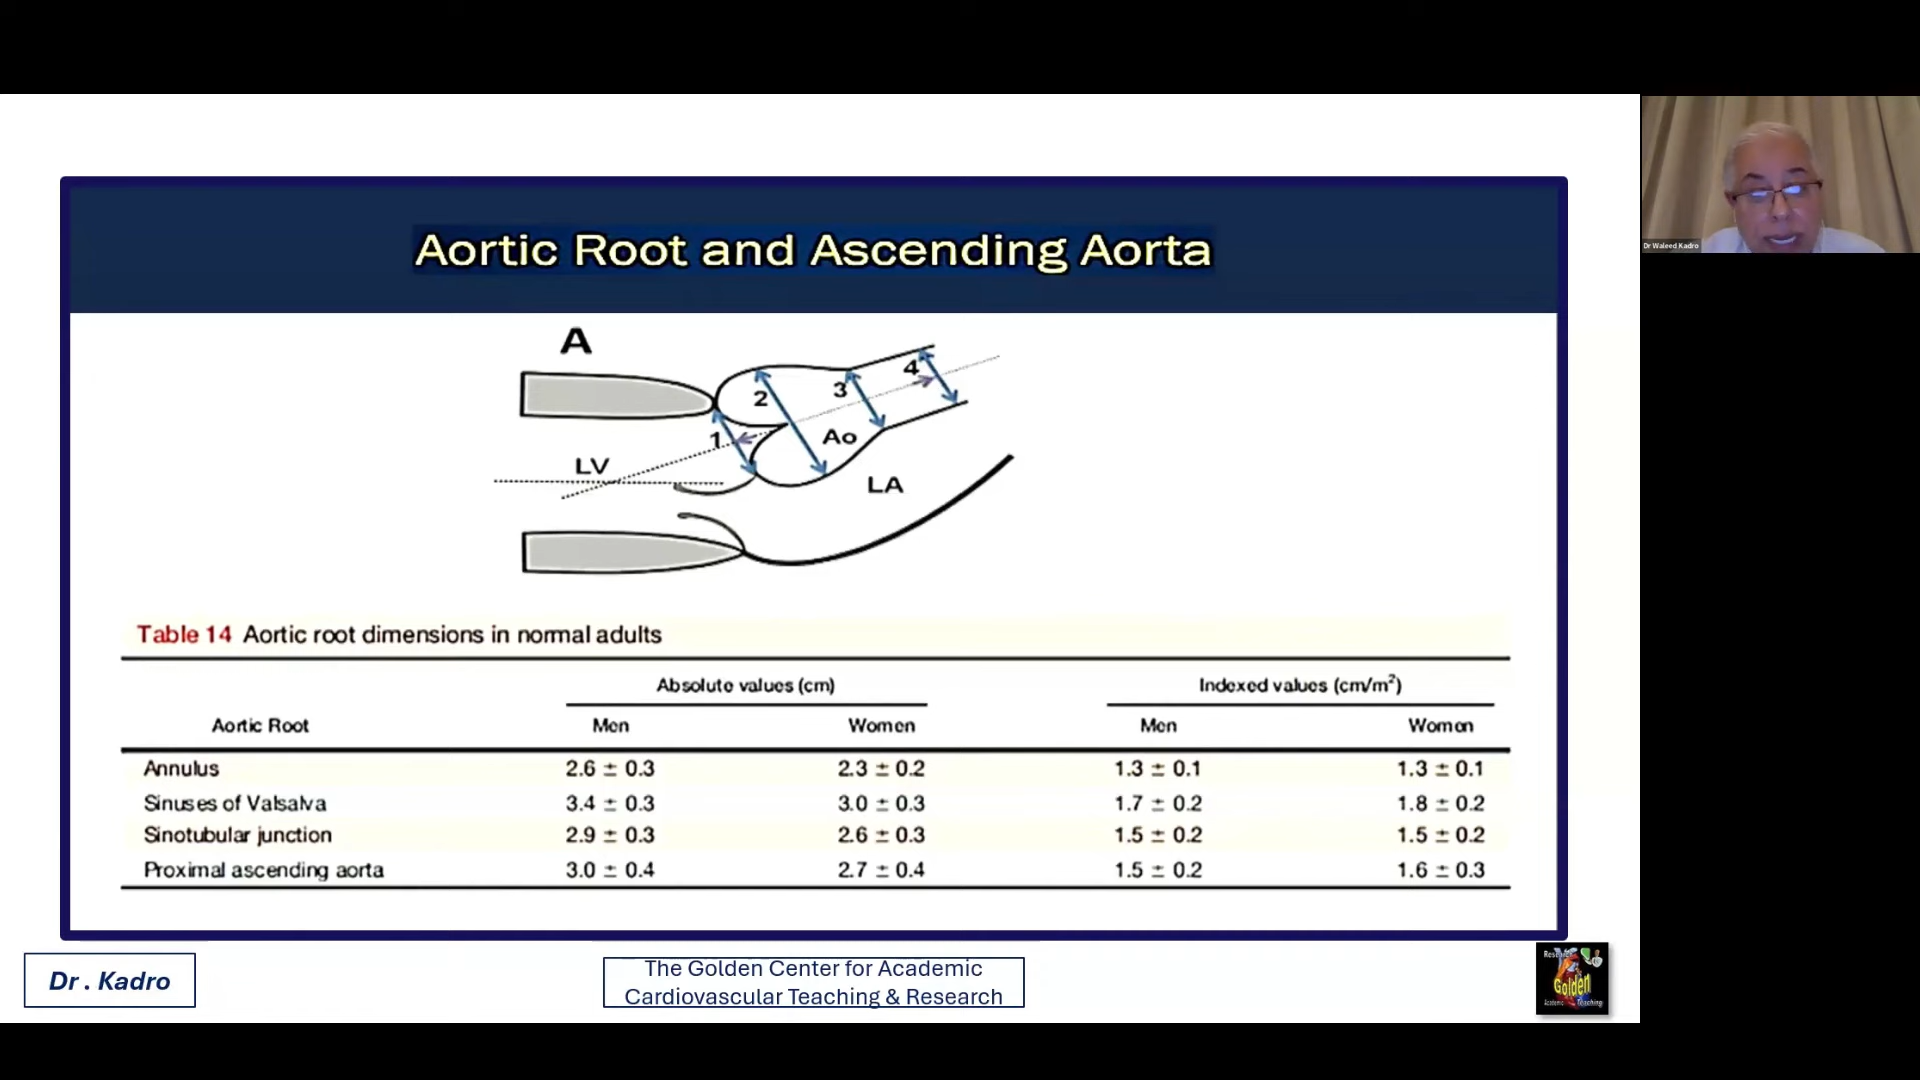 Aortic Root and Ascending Aorta
A
4
2
3
1
Ao
LV
LA
Table 14 Aortic root dimensions in normal adults
Absolute values (cm) Indexed values (cm/m²)
Aortic Root Men Women Men Women
Annulus 2.6 ± 0.3 2.3 ± 0.2 1.3 ± 0.1 1.3 ± 0.1
Sinuses of Valsalva 3.4 ± 0.3 3.0 ± 0.3 1.7 ± 0.2 1.8 ± 0.2
Sinotubular junction 2.9 ± 0.3 2.6 ± 0.3 1.5 ± 0.2 1.5 ± 0.2
Proximal ascending aorta 3.0 ± 0.4 2.7 ± 0.4 1.5 ± 0.2 1.6 ± 0.3
Dr . Kadro
The Golden Center for Academic
Cardiovascular Teaching & Research
Golden
Academic Teaching
Dr Waleed Kadro